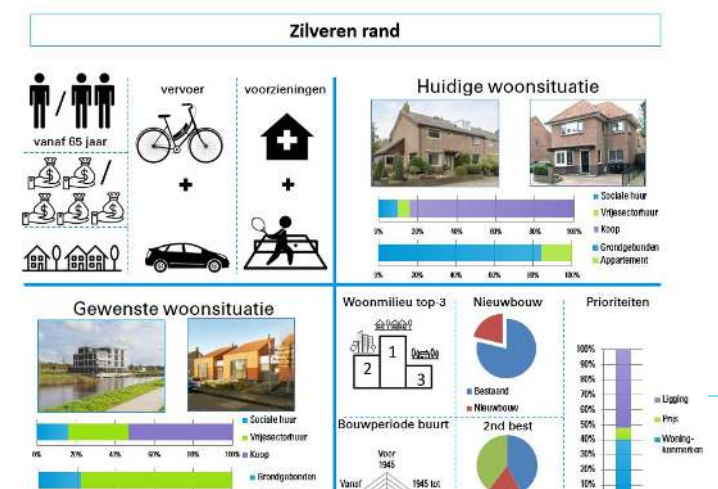 Zilveren rand
vanaf 65 jaar
vervoer
voorzieningen
Huidige woonsituatie
Sociale huur
Vrijesectorhuur
Koop
0% 20% 40% 60% 80% 100%
Grondgebonden
Appartement
0% 20% 40% 60% 80% 100%
Gewenste woonsituatie
Sociale huur
Vrijesectorhuur
Koop
0% 20% 40% 60% 80% 100%
Grondgebonden
Woonmilieu top-3
1
2
3
Nieuwbouw
Bestaand
Nieuwbouw
Bouwperiode buurt
Voor
1945
Vanaf
1945 tot
2nd best
Prioriteiten
100%
90%
80%
70%
60%
50%
40%
30%
20%
10%
Ligging
Prijs
Woning-
kenmerken